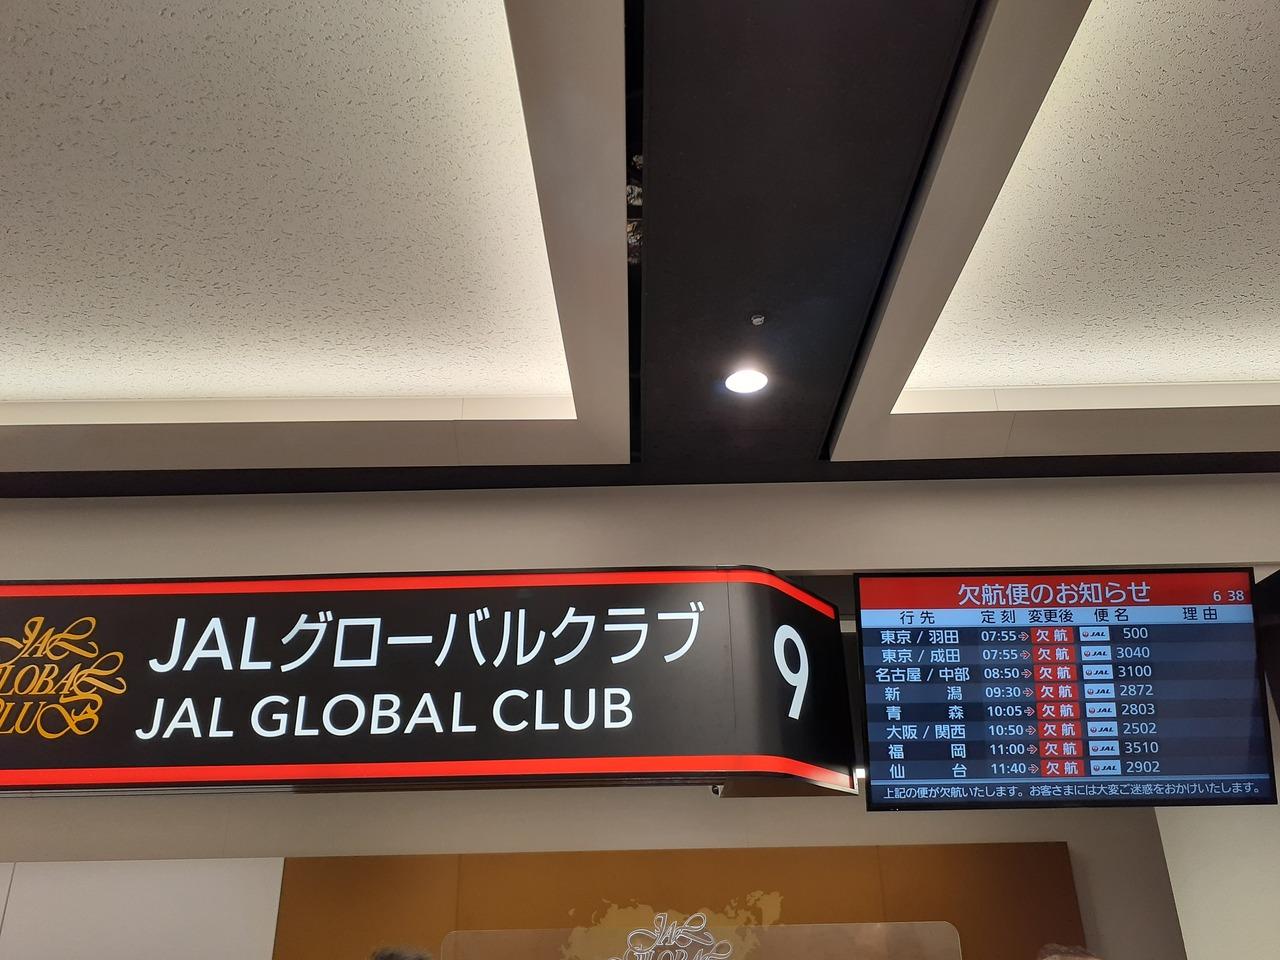 JAL
GLOBAL
CLUB
JALグローバルクラブ
JAL GLOBAL CLUB
9
欠航便のお知らせ 6 38
行先 定刻 変更後 便名 理由
東京 / 羽田 07:55 欠航 JAL 500
東京 / 成田 07:55 欠航 JAL 3040
名古屋 / 中部 08:50 欠航 JAL 3100
新潟 09:30 欠航 JAL 2872
青森 10:05 欠航 JAL 2803
大阪 / 関西 10:50 欠航 JAL 2502
福岡 11:00 欠航 JAL 3510
仙台 11:40 欠航 JAL 2902
上記の便が欠航いたします。お客さまには大変ご迷惑をおかけいたします。
JAL
GLOBAL